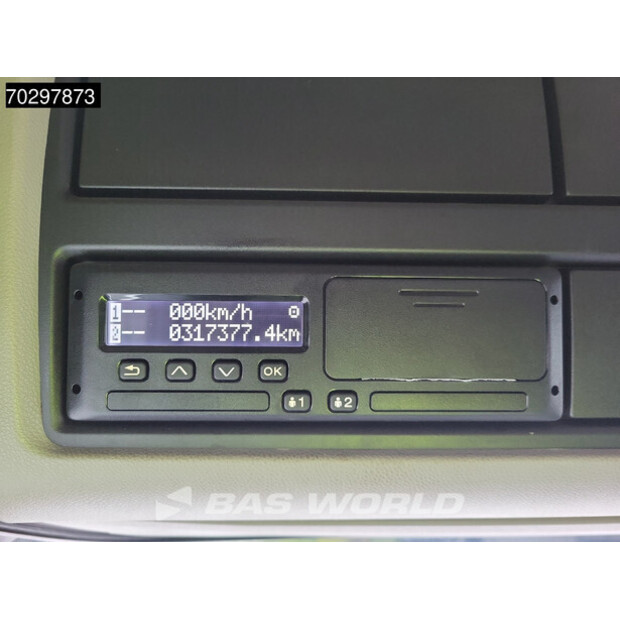 70297873
1-- 000km/h
2-- 0317377.4km
OK
1 2
BAS WORLD